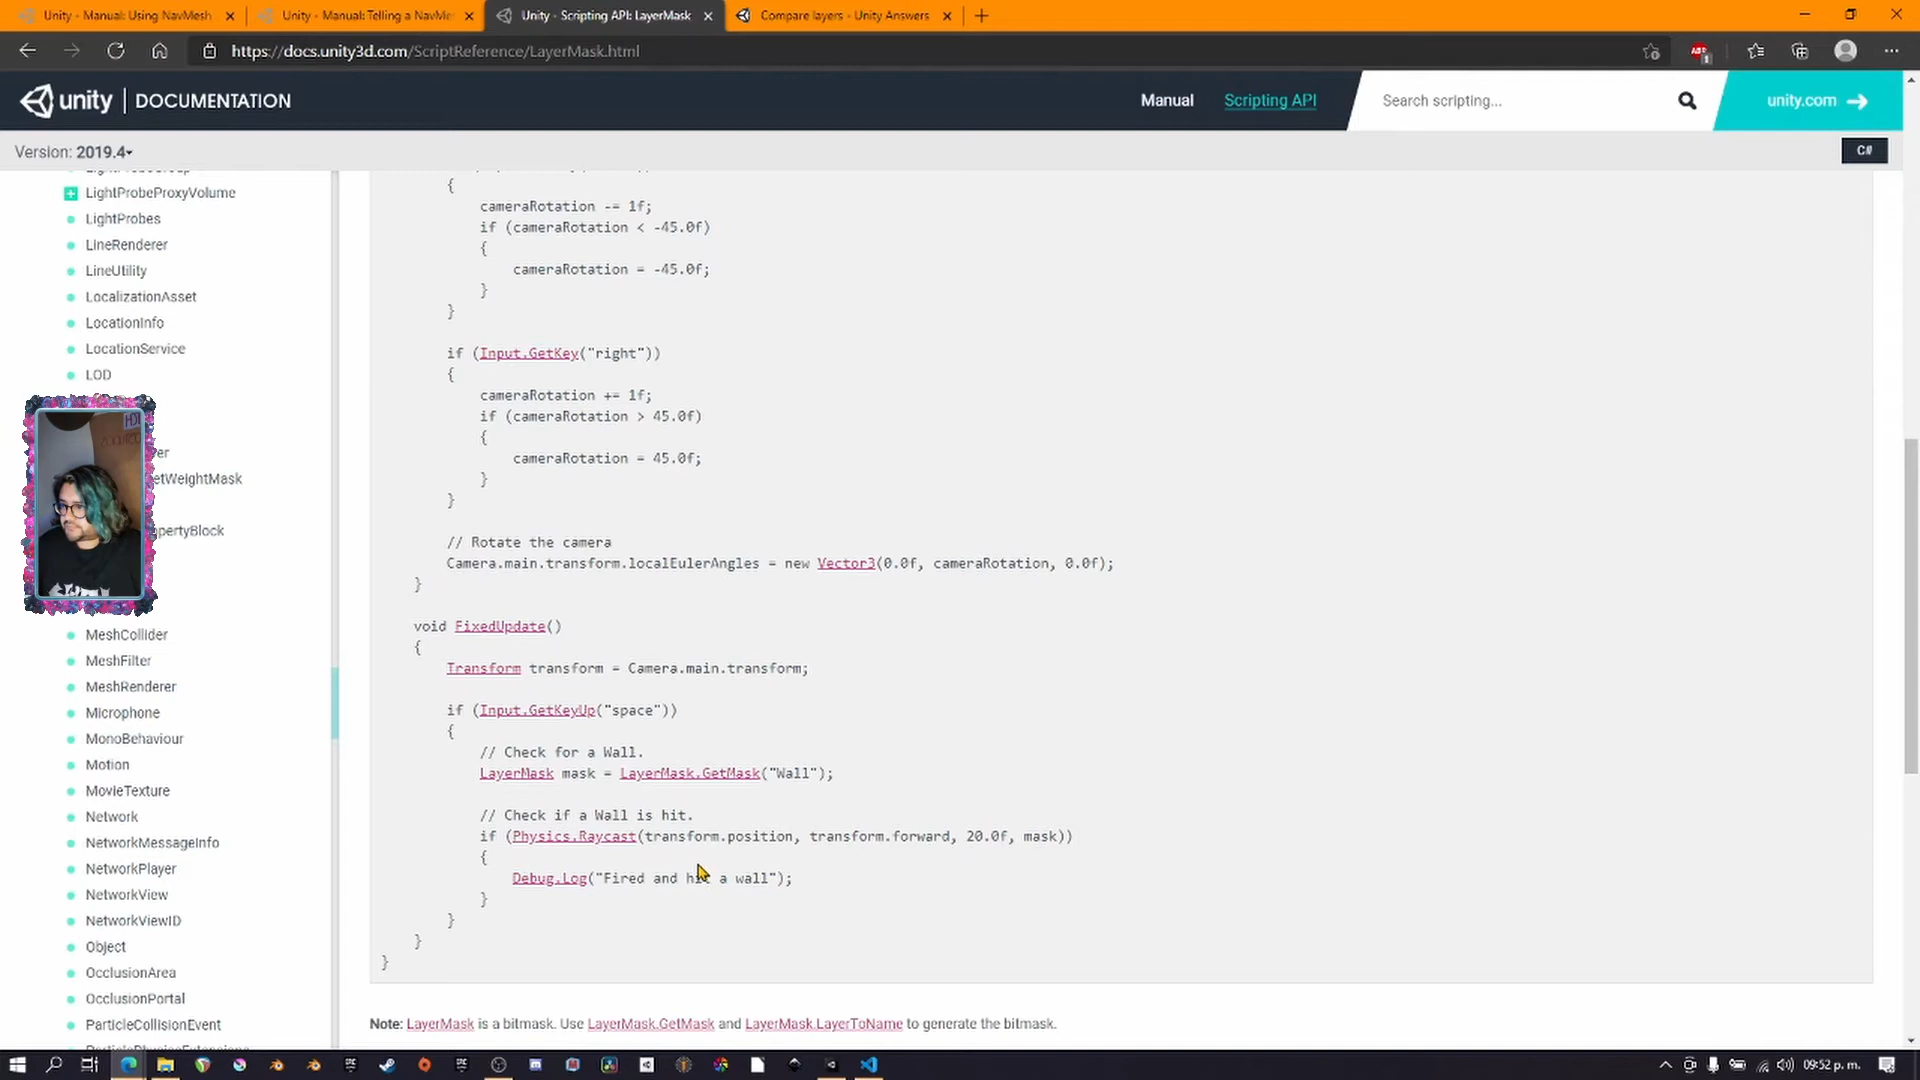 Unity - Manual: Using NavMesh
Unity - Manual: Telling a NavMe
Unity - Scripting API: LayerMask
Compare layers - Unity Answers
https://docs.unity3d.com/ScriptReference/LayerMask.html
unity | DOCUMENTATION
Manual
Scripting API
Search scripting...
unity.com
Version: 2019.4
C#
LightProbeProxyVolume
LightProbes
LineRenderer
LineUtility
LocalizationAsset
LocationInfo
LocationService
LOD
etWeightMask
pertyBlock
MeshCollider
MeshFilter
MeshRenderer
Microphone
MonoBehaviour
Motion
MovieTexture
Network
NetworkMessageInfo
NetworkPlayer
NetworkView
NetworkViewID
Object
OcclusionArea
OcclusionPortal
ParticleCollisionEvent
{
cameraRotation -= 1f;
if (cameraRotation < -45.0f)
{
cameraRotation = -45.0f;
}
}
if (Input.GetKey("right"))
{
cameraRotation += 1f;
if (cameraRotation > 45.0f)
{
cameraRotation = 45.0f;
}
}
// Rotate the camera
Camera.main.transform.localEulerAngles = new Vector3(0.0f, cameraRotation, 0.0f);
}
void FixedUpdate()
{
Transform transform = Camera.main.transform;
if (Input.GetKeyUp("space"))
{
// Check for a Wall.
LayerMask mask = LayerMask.GetMask("Wall");
// Check if a Wall is hit.
if (Physics.Raycast(transform.position, transform.forward, 20.0f, mask))
{
Debug.Log("Fired and hit a wall");
}
}
}
}
Note: LayerMask is a bitmask. Use LayerMask.GetMask and LayerMask.LayerToName to generate the bitmask.
09:52 p. m.